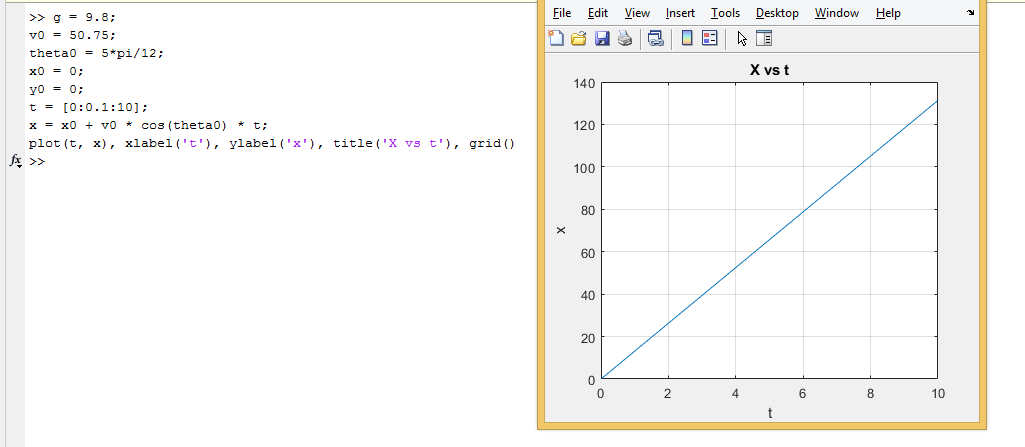 >> g = 9.8;
v0 = 50.75;
theta0 = 5*pi/12;
x0 = 0;
y0 = 0;
t = [0:0.1:10];
x = x0 + v0 * cos(theta0) * t;
plot(t, x), xlabel('t'), ylabel('x'), title('X vs t'), grid()
fx >>
File Edit View Insert Tools Desktop Window Help
X vs t
140
120
100
80
60
40
20
0
x
0 2 4 6 8 10
t